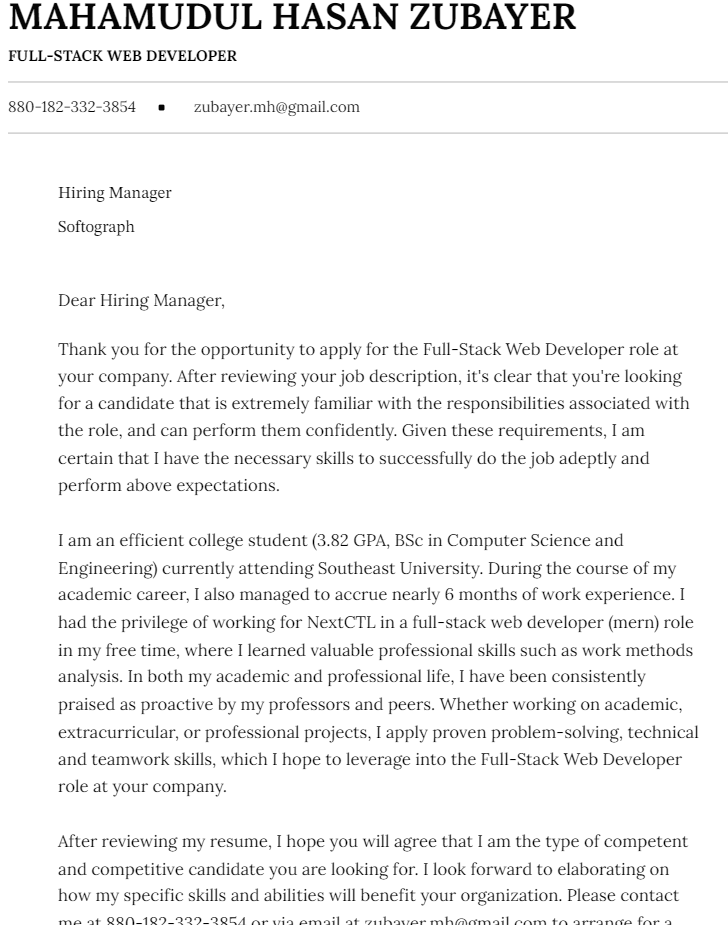 MAHAMUDUL HASAN ZUBAYER
FULL-STACK WEB DEVELOPER
880-182-332-3854 ▪ zubayer.mh@gmail.com
Hiring Manager
Softograph
Dear Hiring Manager,
Thank you for the opportunity to apply for the Full-Stack Web Developer role at
your company. After reviewing your job description, it's clear that you're looking
for a candidate that is extremely familiar with the responsibilities associated with
the role, and can perform them confidently. Given these requirements, I am
certain that I have the necessary skills to successfully do the job adeptly and
perform above expectations.
I am an efficient college student (3.82 GPA, BSc in Computer Science and
Engineering) currently attending Southeast University. During the course of my
academic career, I also managed to accrue nearly 6 months of work experience. I
had the privilege of working for NextCTL in a full-stack web developer (mern) role
in my free time, where I learned valuable professional skills such as work methods
analysis. In both my academic and professional life, I have been consistently
praised as proactive by my professors and peers. Whether working on academic,
extracurricular, or professional projects, I apply proven problem-solving, technical
and teamwork skills, which I hope to leverage into the Full-Stack Web Developer
role at your company.
After reviewing my resume, I hope you will agree that I am the type of competent
and competitive candidate you are looking for. I look forward to elaborating on
how my specific skills and abilities will benefit your organization. Please contact
me at 880-182-332-3854 or via email at zubayer.mh@gmail.com to arrange for a